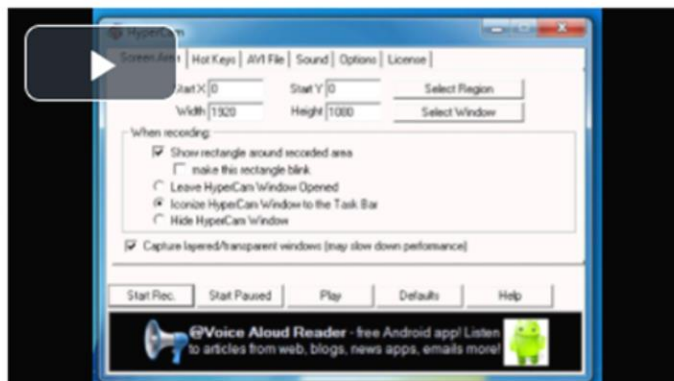 HyperCam
Screen Area Hot Keys AVI File Sound Options License
Start X 0 Start Y 0 Select Region
Width 1920 Height 1080 Select Window
When recording:
Show rectangle around recorded area
make this rectangle blink
Leave HyperCam Window Opened
Iconize HyperCam Window to the Task Bar
Hide HyperCam Window
Capture layered/transparent windows (may slow down performance)
Start Rec. Start Paused Play Defaults Help
@Voice Aloud Reader - free Android app! Listen
to articles from web, blogs, news apps, emails more!